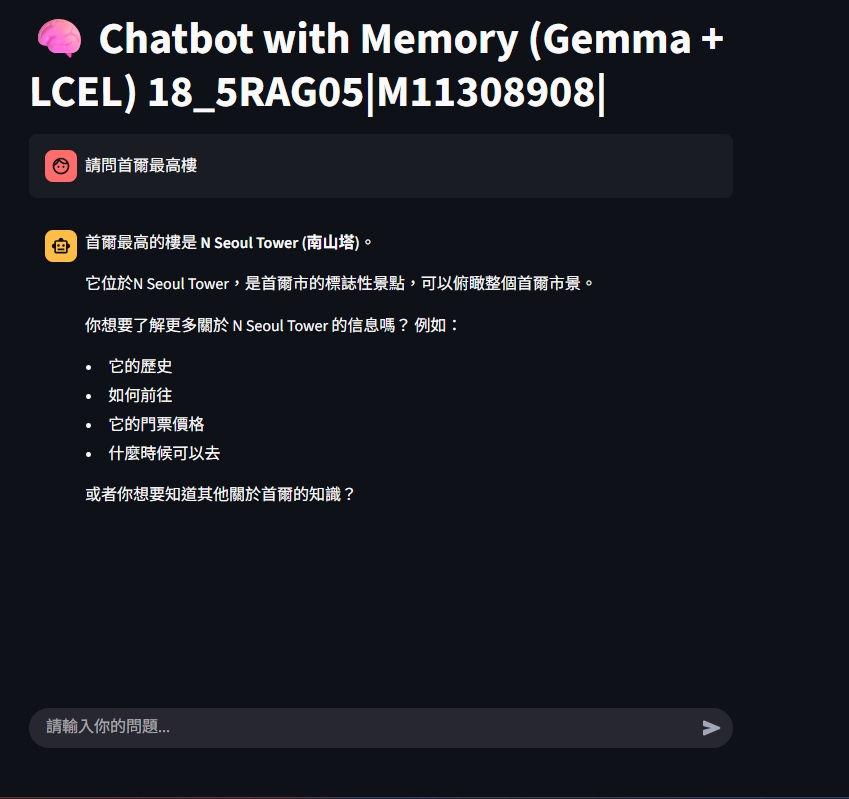 Chatbot with Memory (Gemma +
LCEL) 18_5RAG05|M11308908|
請問首爾最高樓
首爾最高的樓是 N Seoul Tower (南山塔)。
它位於N Seoul Tower，是首爾市的標誌性景點，可以俯瞰整個首爾市景。
你想要了解更多關於 N Seoul Tower 的信息嗎？ 例如：
• 它的歷史
• 如何前往
• 它的門票價格
• 什麼時候可以去
或者你想要知道其他關於首爾的知識？
請輸入你的問題...